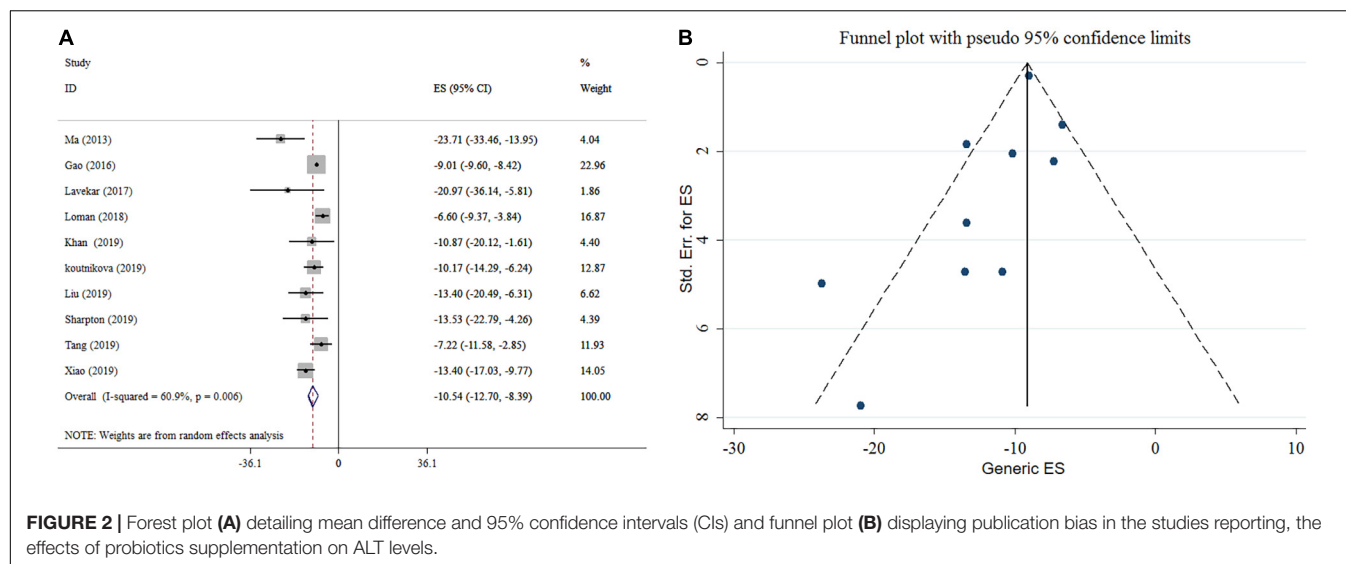 A
Study %
ID ES (95% CI) Weight
Ma (2013) -23.71 (-33.46, -13.95) 4.04
Gao (2016) -9.01 (-9.60, -8.42) 22.96
Lavekar (2017) -20.97 (-36.14, -5.81) 1.86
Loman (2018) -6.60 (-9.37, -3.84) 16.87
Khan (2019) -10.87 (-20.12, -1.61) 4.40
koutnikova (2019) -10.17 (-14.29, -6.24) 12.87
Liu (2019) -13.40 (-20.49, -6.31) 6.62
Sharpton (2019) -13.53 (-22.79, -4.26) 4.39
Tang (2019) -7.22 (-11.58, -2.85) 11.93
Xiao (2019) -13.40 (-17.03, -9.77) 14.05
Overall (I-squared = 60.9%, p = 0.006) -10.54 (-12.70, -8.39) 100.00
NOTE: Weights are from random effects analysis
-36.1 0 36.1
B
Funnel plot with pseudo 95% confidence limits
Std. Err. for ES
0
2
4
6
8
-30 -20 -10 0 10
Generic ES
FIGURE 2 | Forest plot (A) detailing mean difference and 95% confidence intervals (CIs) and funnel plot (B) displaying publication bias in the studies reporting, the
effects of probiotics supplementation on ALT levels.